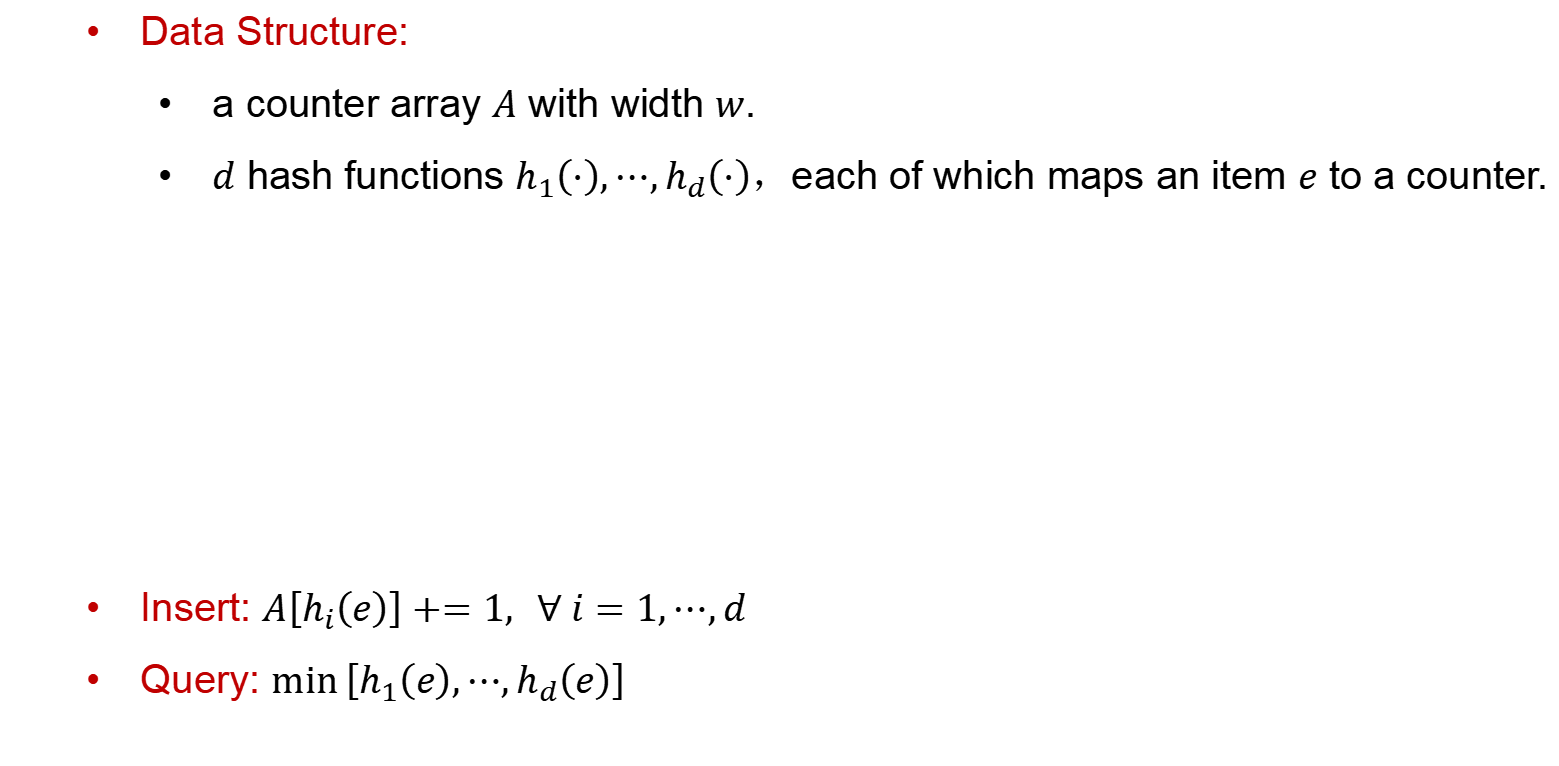 • Data Structure:
• a counter array A with width w.
• d hash functions h₁(·), ⋯, h_d(·)， each of which maps an item e to a counter.
• Insert: A[hᵢ(e)] += 1, ∀ i = 1, ⋯, d
• Query: min [h₁(e), ⋯, h_d(e)]